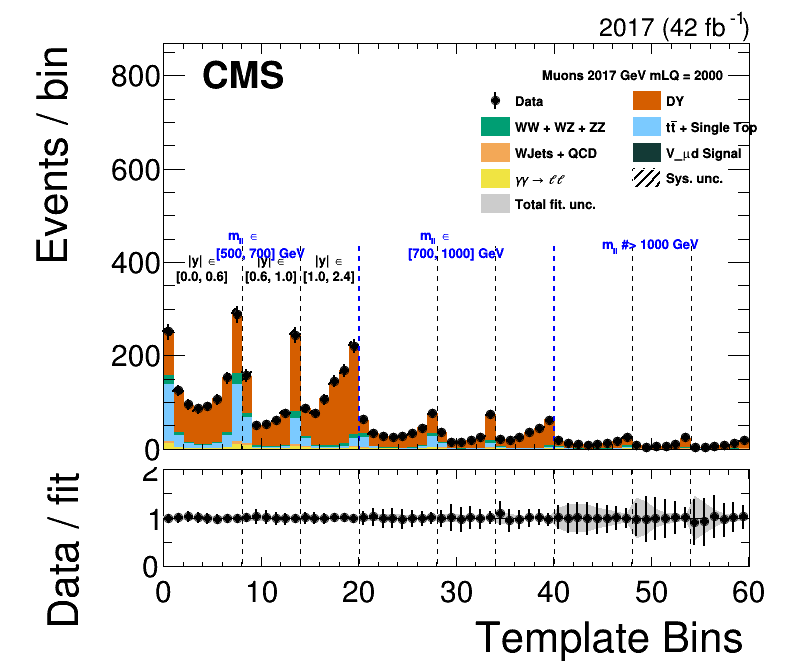 2017 (42 fb⁻¹)
CMS
Muons 2017 GeV mLQ = 2000
Data
DY
WW + WZ + ZZ
tt̄ + Single Top
WJets + QCD
V_μd Signal
γγ → ℓℓ
Sys. unc.
Total fit. unc.
m_ll ∈
[500, 700] GeV
m_ll ∈
[700, 1000] GeV
m_ll #> 1000 GeV
|y| ∈
[0.0, 0.6]
|y| ∈
[0.6, 1.0]
|y| ∈
[1.0, 2.4]
Events / bin
800
600
400
200
0
Data / fit
2
1
0
0 10 20 30 40 50 60
Template Bins